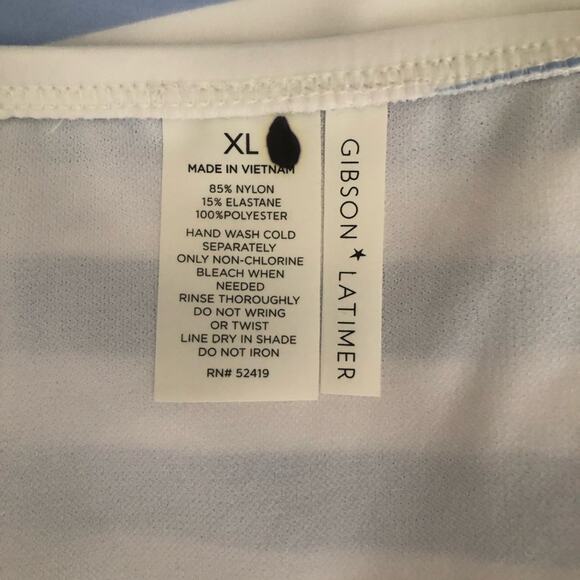 XL
MADE IN VIETNAM
85% NYLON
15% ELASTANE
100%POLYESTER
HAND WASH COLD
SEPARATELY
ONLY NON-CHLORINE
BLEACH WHEN
NEEDED
RINSE THOROUGHLY
DO NOT WRING
OR TWIST
LINE DRY IN SHADE
DO NOT IRON
RN# 52419
GIBSON★LATIMER